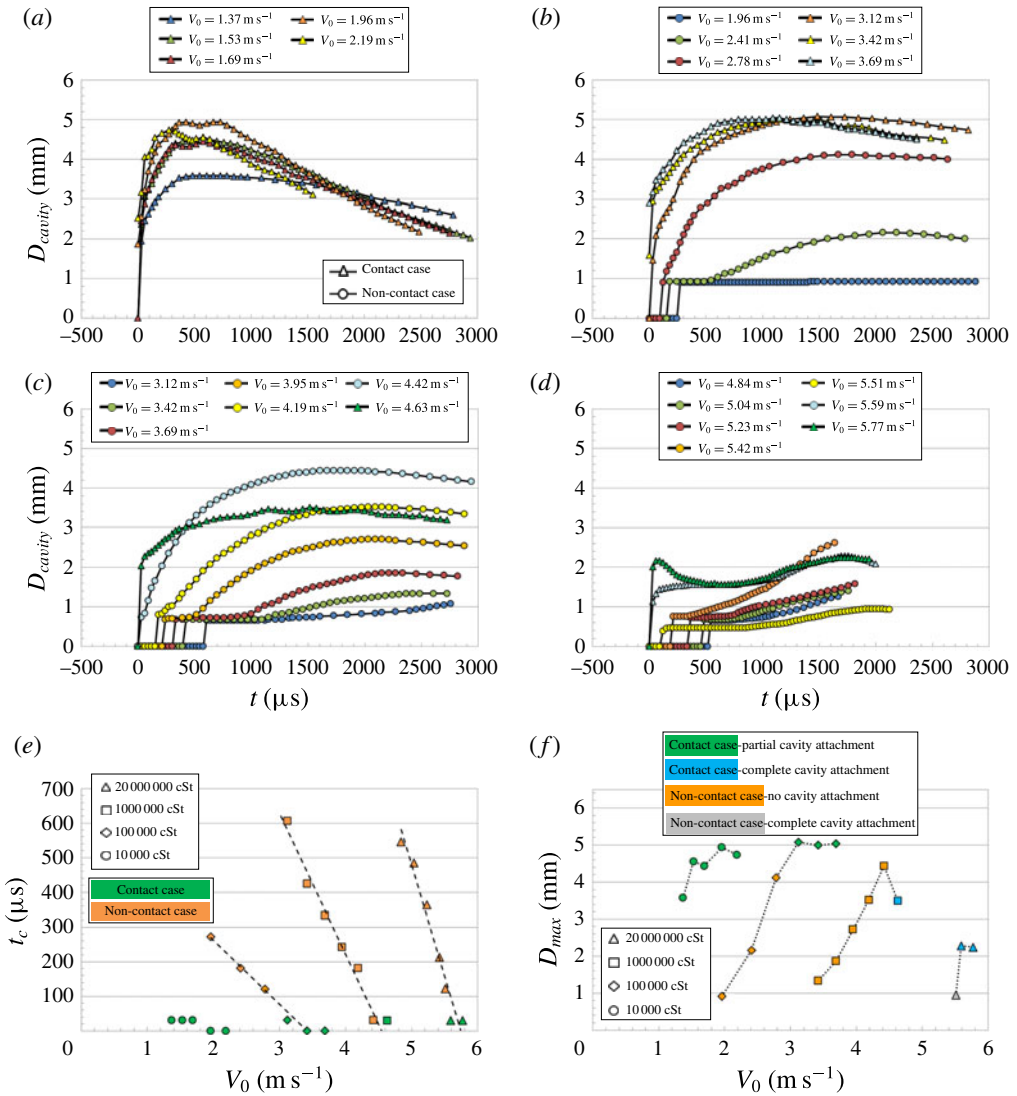 (a)
V0 = 1.37 m s−1 V0 = 1.96 m s−1
V0 = 1.53 m s−1 V0 = 2.19 m s−1
V0 = 1.69 m s−1
6
5
4
3
2
1
0
Dcavity (mm)
Contact case
Non-contact case
−500 0 500 1000 1500 2000 2500 3000
(b)
V0 = 1.96 m s−1 V0 = 3.12 m s−1
V0 = 2.41 m s−1 V0 = 3.42 m s−1
V0 = 2.78 m s−1 V0 = 3.69 m s−1
6
5
4
3
2
1
0
−500 0 500 1000 1500 2000 2500 3000
(c)
V0 = 3.12 m s−1 V0 = 3.95 m s−1 V0 = 4.42 m s−1
V0 = 3.42 m s−1 V0 = 4.19 m s−1 V0 = 4.63 m s−1
V0 = 3.69 m s−1
6
5
4
3
2
1
0
Dcavity (mm)
−500 0 500 1000 1500 2000 2500 3000
t (μs)
(d)
V0 = 4.84 m s−1 V0 = 5.51 m s−1
V0 = 5.04 m s−1 V0 = 5.59 m s−1
V0 = 5.23 m s−1 V0 = 5.77 m s−1
V0 = 5.42 m s−1
6
5
4
3
2
1
0
−500 0 500 1000 1500 2000 2500 3000
t (μs)
(e)
700
600
500
400
300
200
100
tc (μs)
20 000 000 cSt
1000 000 cSt
100 000 cSt
10 000 cSt
Contact case
Non-contact case
0 1 2 3 4 5 6
V0 (m s−1)
(f)
Contact case-partial cavity attachment
Contact case-complete cavity attachment
Non-contact case-no cavity attachment
Non-contact case-complete cavity attachment
6
5
4
3
2
1
Dmax (mm)
20 000 000 cSt
1000 000 cSt
100 000 cSt
10 000 cSt
0 1 2 3 4 5 6
V0 (m s−1)